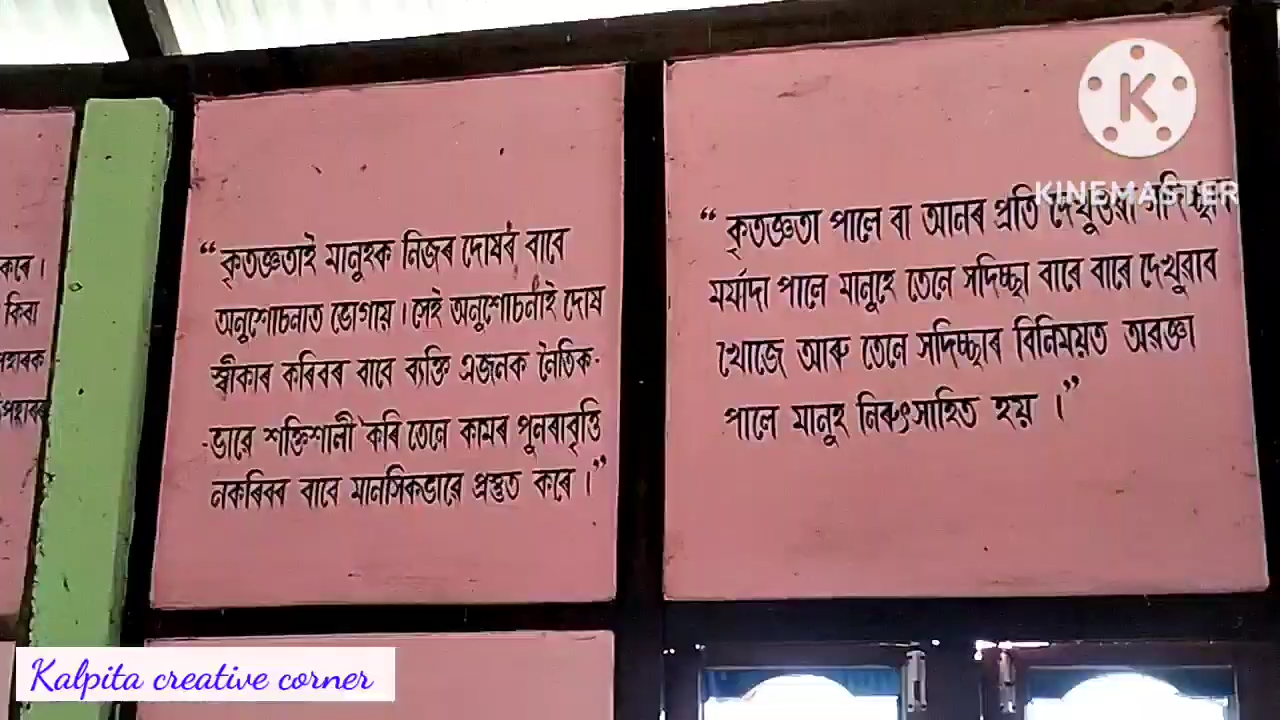 কৰে ।
কিবা
“কৃতজ্ঞতাই মানুহক নিজৰ দোষৰ বাবে
অনুশোচনাত ভোগায় । সেই অনুশোচনাই দোষ
স্বীকাৰ কৰিবৰ বাবে ব্যক্তি এজনক নৈতিক-
-ভাৱে শক্তিশালী কৰি তেনে কামৰ পুনৰাবৃত্তি
নকৰিবৰ বাবে মানসিকভাৱে প্ৰস্তুত কৰে ।”
“কৃতজ্ঞতা পালে বা আনৰ প্ৰতি দেখুওৱা সদিচ্ছাৰ
মৰ্যাদা পালে মানুহে তেনে সদিচ্ছা বাৰে বাৰে দেখুৱাব
খোজে আৰু তেনে সদিচ্ছাৰ বিনিময়ত অৱজ্ঞা
পালে মানুহ নিৰুৎসাহিত হয় ।”
K
KINEMASTER
Kalpita creative corner